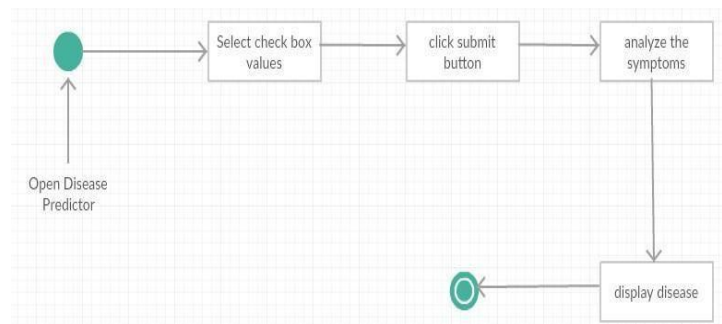 Select check box
values
click submit
button
analyze the
symptoms
Open Disease
Predictor
display disease